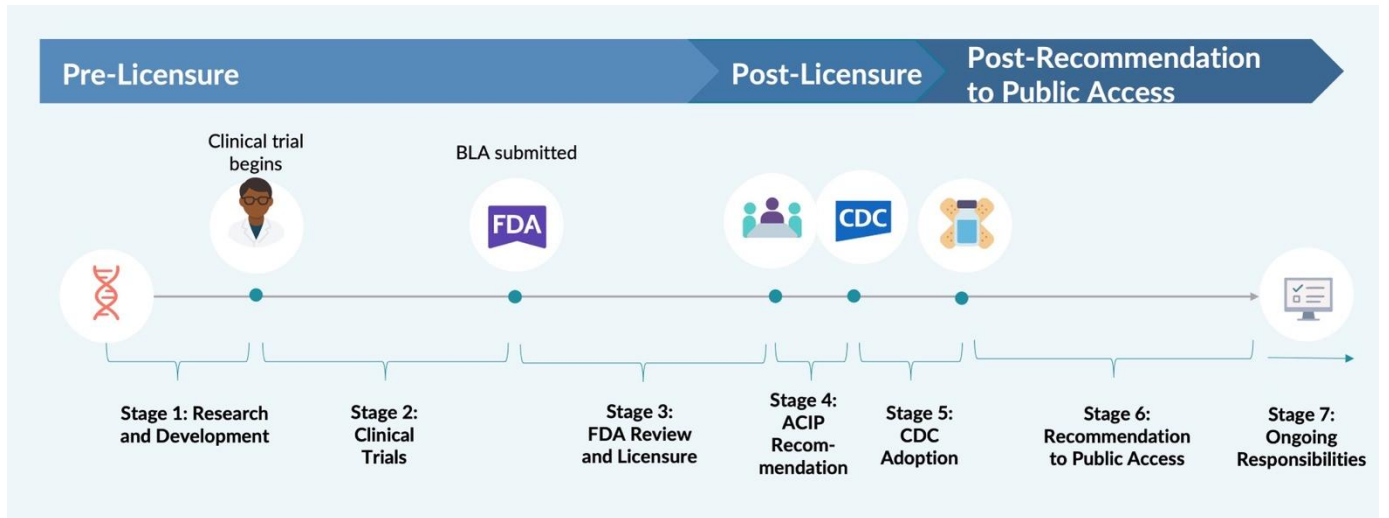 Pre-Licensure
Post-Licensure
Post-Recommendation
to Public Access
Clinical trial
begins
BLA submitted
FDA
CDC
Stage 1: Research
and Development
Stage 2:
Clinical
Trials
Stage 3:
FDA Review
and Licensure
Stage 4:
ACIP
Recom-
mendation
Stage 5:
CDC
Adoption
Stage 6:
Recommendation
to Public Access
Stage 7:
Ongoing
Responsibilities